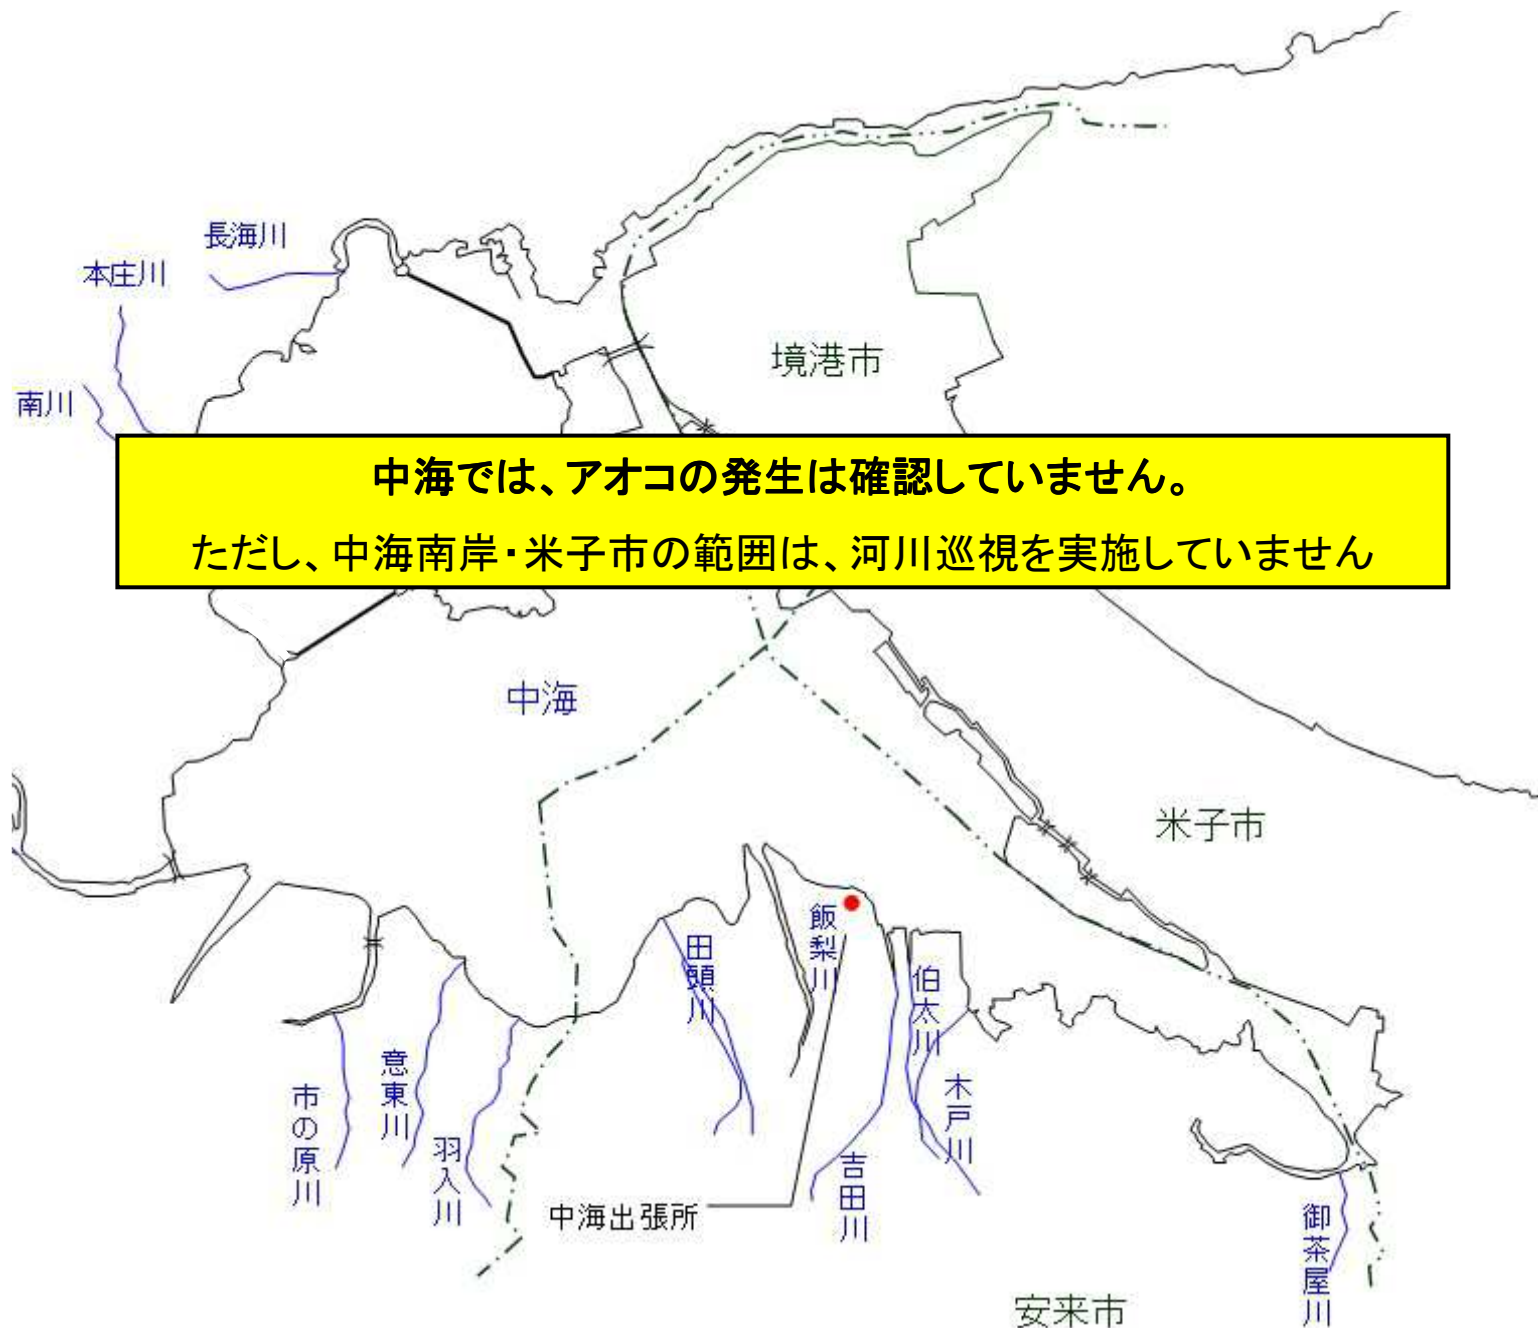 長海川
本庄川
境港市
南川
中海では、アオコの発生は確認していません。
ただし、中海南岸・米子市の範囲は、河川巡視を実施していません
中海
米子市
飯梨川
田頭川
伯太川
意東川
木戸川
市の原川
羽入川
吉田川
中海出張所
御茶屋川
安来市